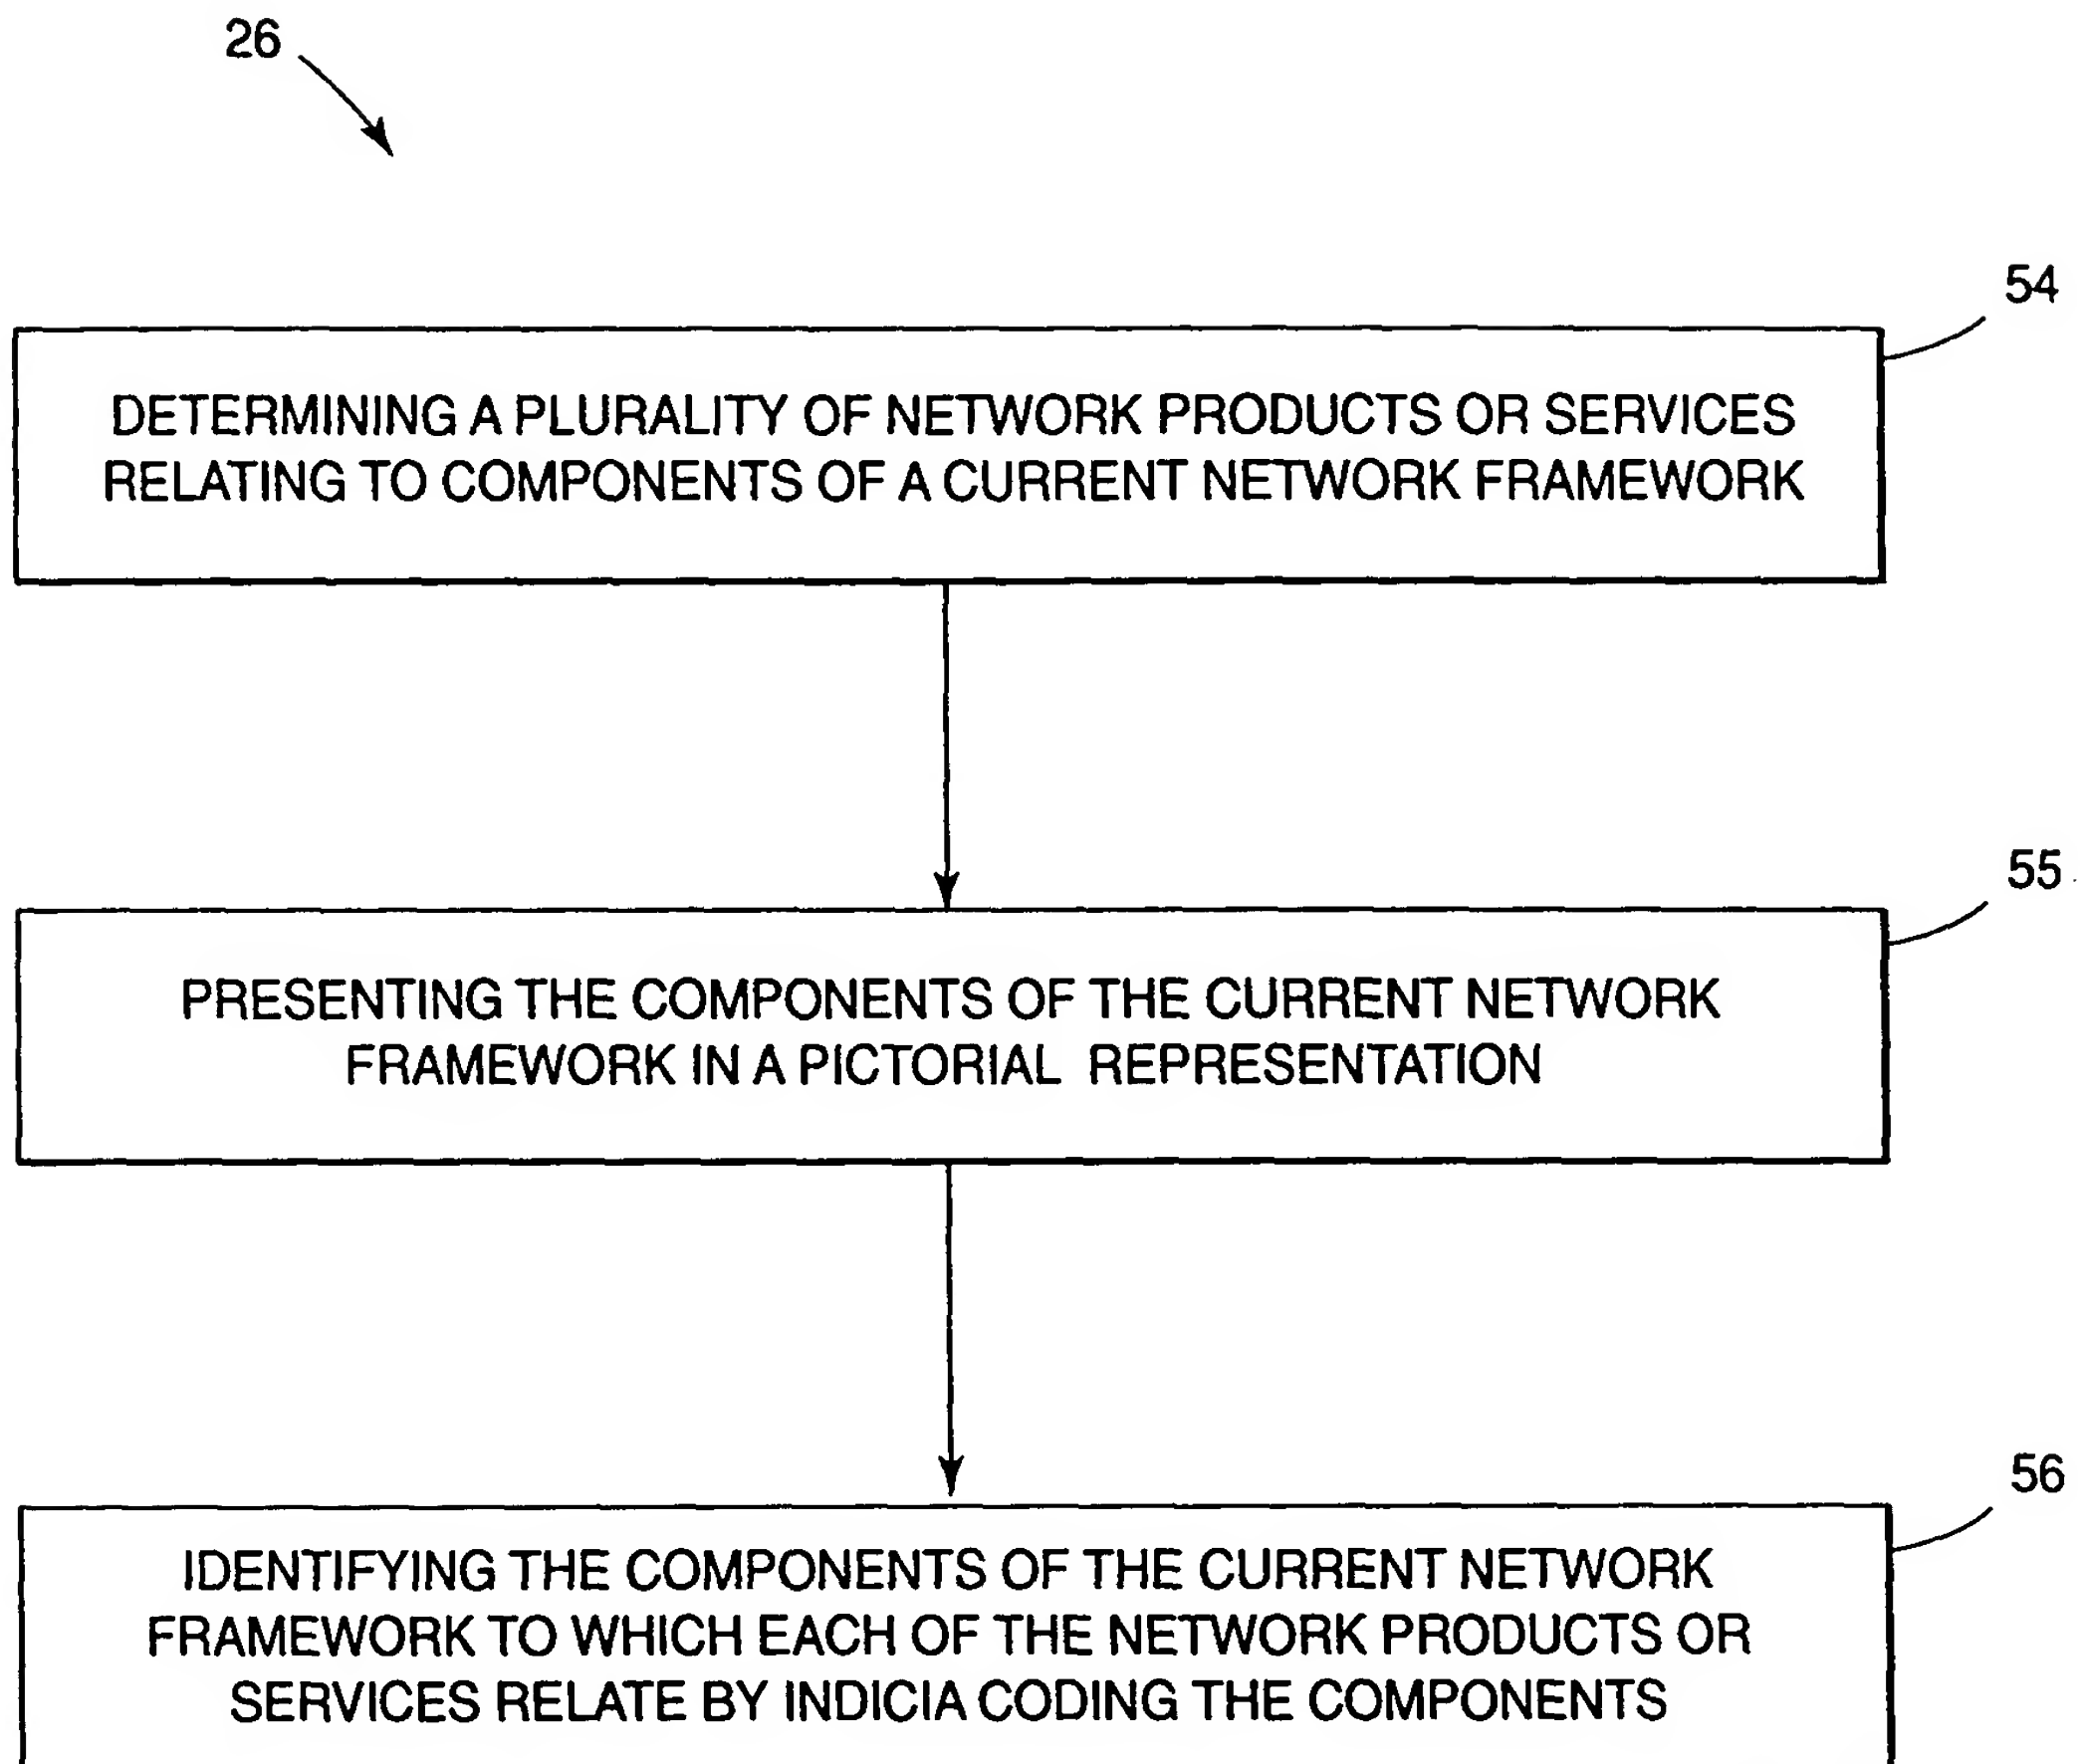 26
54
DETERMINING A PLURALITY OF NETWORK PRODUCTS OR SERVICES
RELATING TO COMPONENTS OF A CURRENT NETWORK FRAMEWORK
55
PRESENTING THE COMPONENTS OF THE CURRENT NETWORK
FRAMEWORK IN A PICTORIAL REPRESENTATION
56
IDENTIFYING THE COMPONENTS OF THE CURRENT NETWORK
FRAMEWORK TO WHICH EACH OF THE NETWORK PRODUCTS OR
SERVICES RELATE BY INDICIA CODING THE COMPONENTS